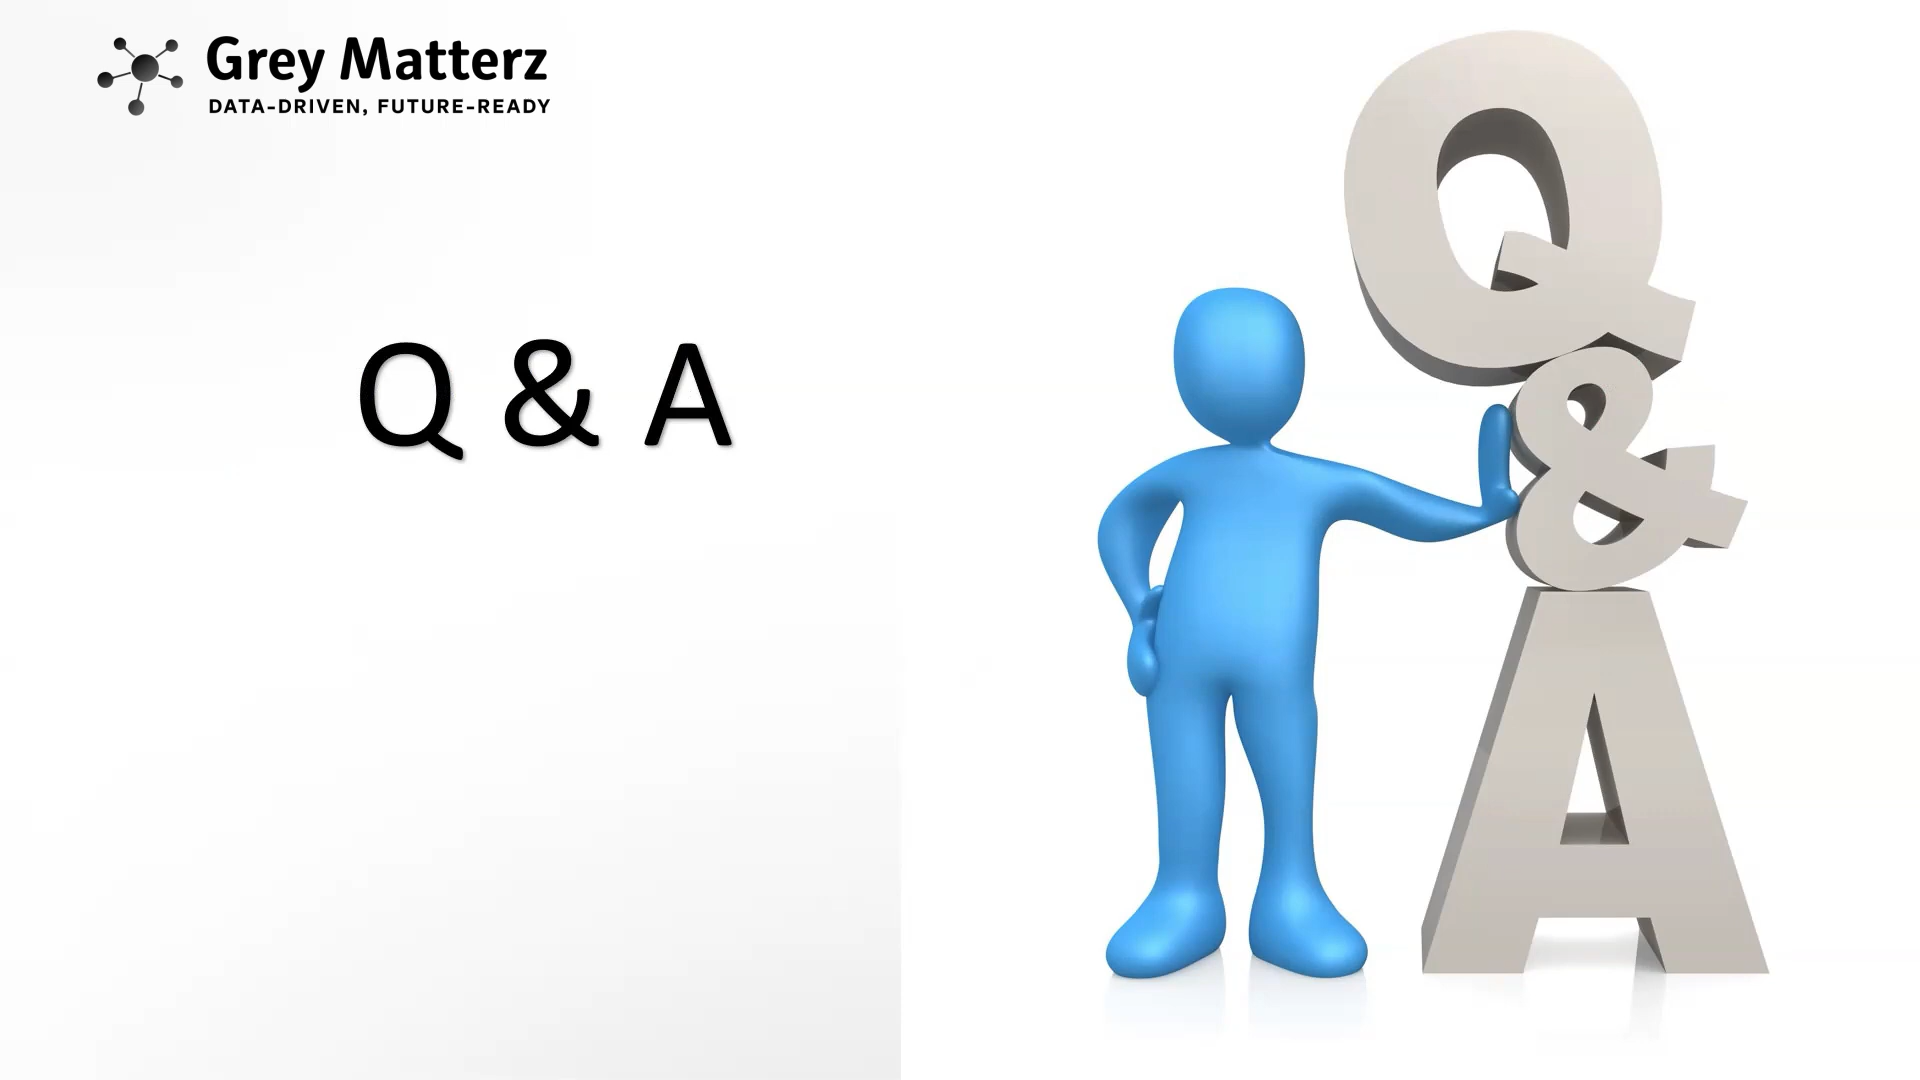 Grey Matterz
DATA-DRIVEN, FUTURE-READY
Q & A
Q
&
A